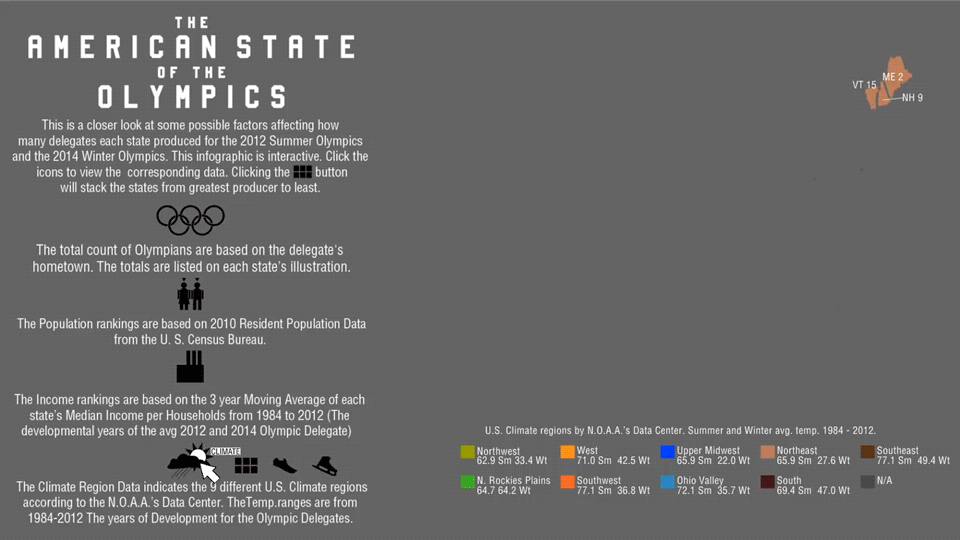 THE
AMERICAN STATE
OF THE
OLYMPICS
This is a closer look at some possible factors affecting how
many delegates each state produced for the 2012 Summer Olympics
and the 2014 Winter Olympics. This infographic is interactive. Click the
icons to view the corresponding data. Clicking the button
will stack the states from greatest producer to least.
The total count of Olympians are based on the delegate's
hometown. The totals are listed on each state's illustration.
The Population rankings are based on 2010 Resident Population Data
from the U. S. Census Bureau.
The Income rankings are based on the 3 year Moving Average of each
state's Median Income per Households from 1984 to 2012 (The
developmental years of the avg 2012 and 2014 Olympic Delegate)
CLIMATE
The Climate Region Data indicates the 9 different U.S. Climate regions
according to the N.O.A.A.'s Data Center. TheTemp.ranges are from
1984-2012 The years of Development for the Olympic Delegates.
ME 2
VT 15
NH 9
U.S. Climate regions by N.O.A.A.'s Data Center. Summer and Winter avg. temp. 1984 - 2012.
Northwest
62.9 Sm 33.4 Wt
West
71.0 Sm 42.5 Wt
Upper Midwest
65.9 Sm 22.0 Wt
Northeast
65.9 Sm 27.6 Wt
Southeast
77.1 Sm 49.4 Wt
N. Rockies Plains
64.7 64.2 Wt
Southwest
77.1 Sm 36.8 Wt
Ohio Valley
72.1 Sm 35.7 Wt
South
69.4 Sm 47.0 Wt
N/A